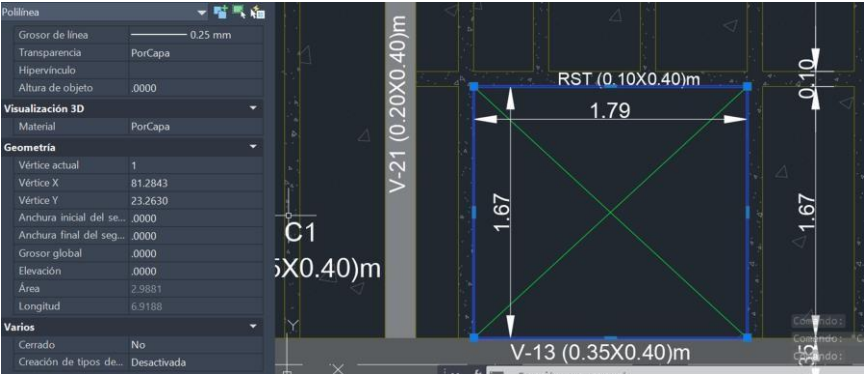 Polilínea
Grosor de línea 0.25 mm
Transparencia PorCapa
Hipervínculo
Altura de objeto .0000
Visualización 3D
Material PorCapa
Geometría
Vértice actual 1
Vértice X 81.2843
Vértice Y 23.2630
Anchura inicial del se... .0000
Anchura final del seg... .0000
Grosor global .0000
Elevación .0000
Área 2.9881
Longitud 6.9188
Varios
Cerrado No
Creación de tipos de... Desactivada
C1
5X0.40)m
Y
X
V-21 (0.20X0.40)m
RST (0.10X0.40)m
1.79
1.67
V-13 (0.35X0.40)m
0.10
1.67
Comando:
Comando:
Comando: